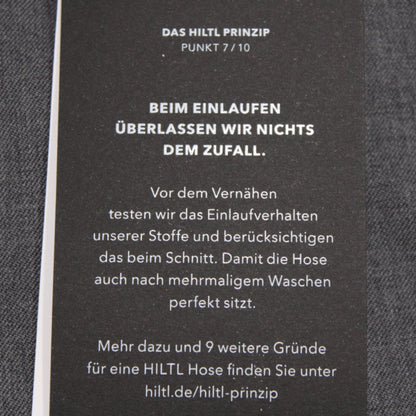 DAS HILTL PRINZIP
PUNKT 7 / 10
BEIM EINLAUFEN
ÜBERLASSEN WIR NICHTS
DEM ZUFALL.
Vor dem Vernähen
testen wir das Einlaufverhalten
unserer Stoffe und berücksichtigen
das beim Schnitt. Damit die Hose
auch nach mehrmaligem Waschen
perfekt sitzt.
Mehr dazu und 9 weitere Gründe
für eine HILTL Hose finden Sie unter
hiltl.de/hiltl-prinzip